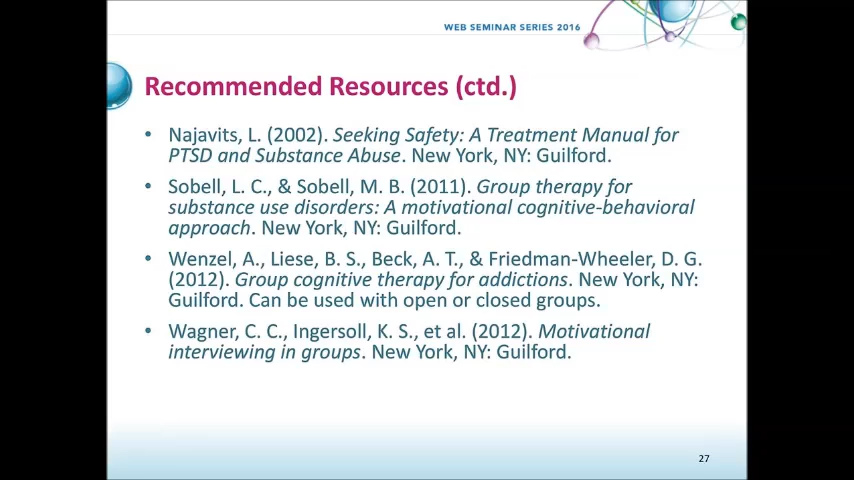 WEB SEMINAR SERIES 2016
Recommended Resources (ctd.)
• Najavits, L. (2002). Seeking Safety: A Treatment Manual for
PTSD and Substance Abuse. New York, NY: Guilford.
• Sobell, L. C., & Sobell, M. B. (2011). Group therapy for
substance use disorders: A motivational cognitive-behavioral
approach. New York, NY: Guilford.
• Wenzel, A., Liese, B. S., Beck, A. T., & Friedman-Wheeler, D. G.
(2012). Group cognitive therapy for addictions. New York, NY:
Guilford. Can be used with open or closed groups.
• Wagner, C. C., Ingersoll, K. S., et al. (2012). Motivational
interviewing in groups. New York, NY: Guilford.
27